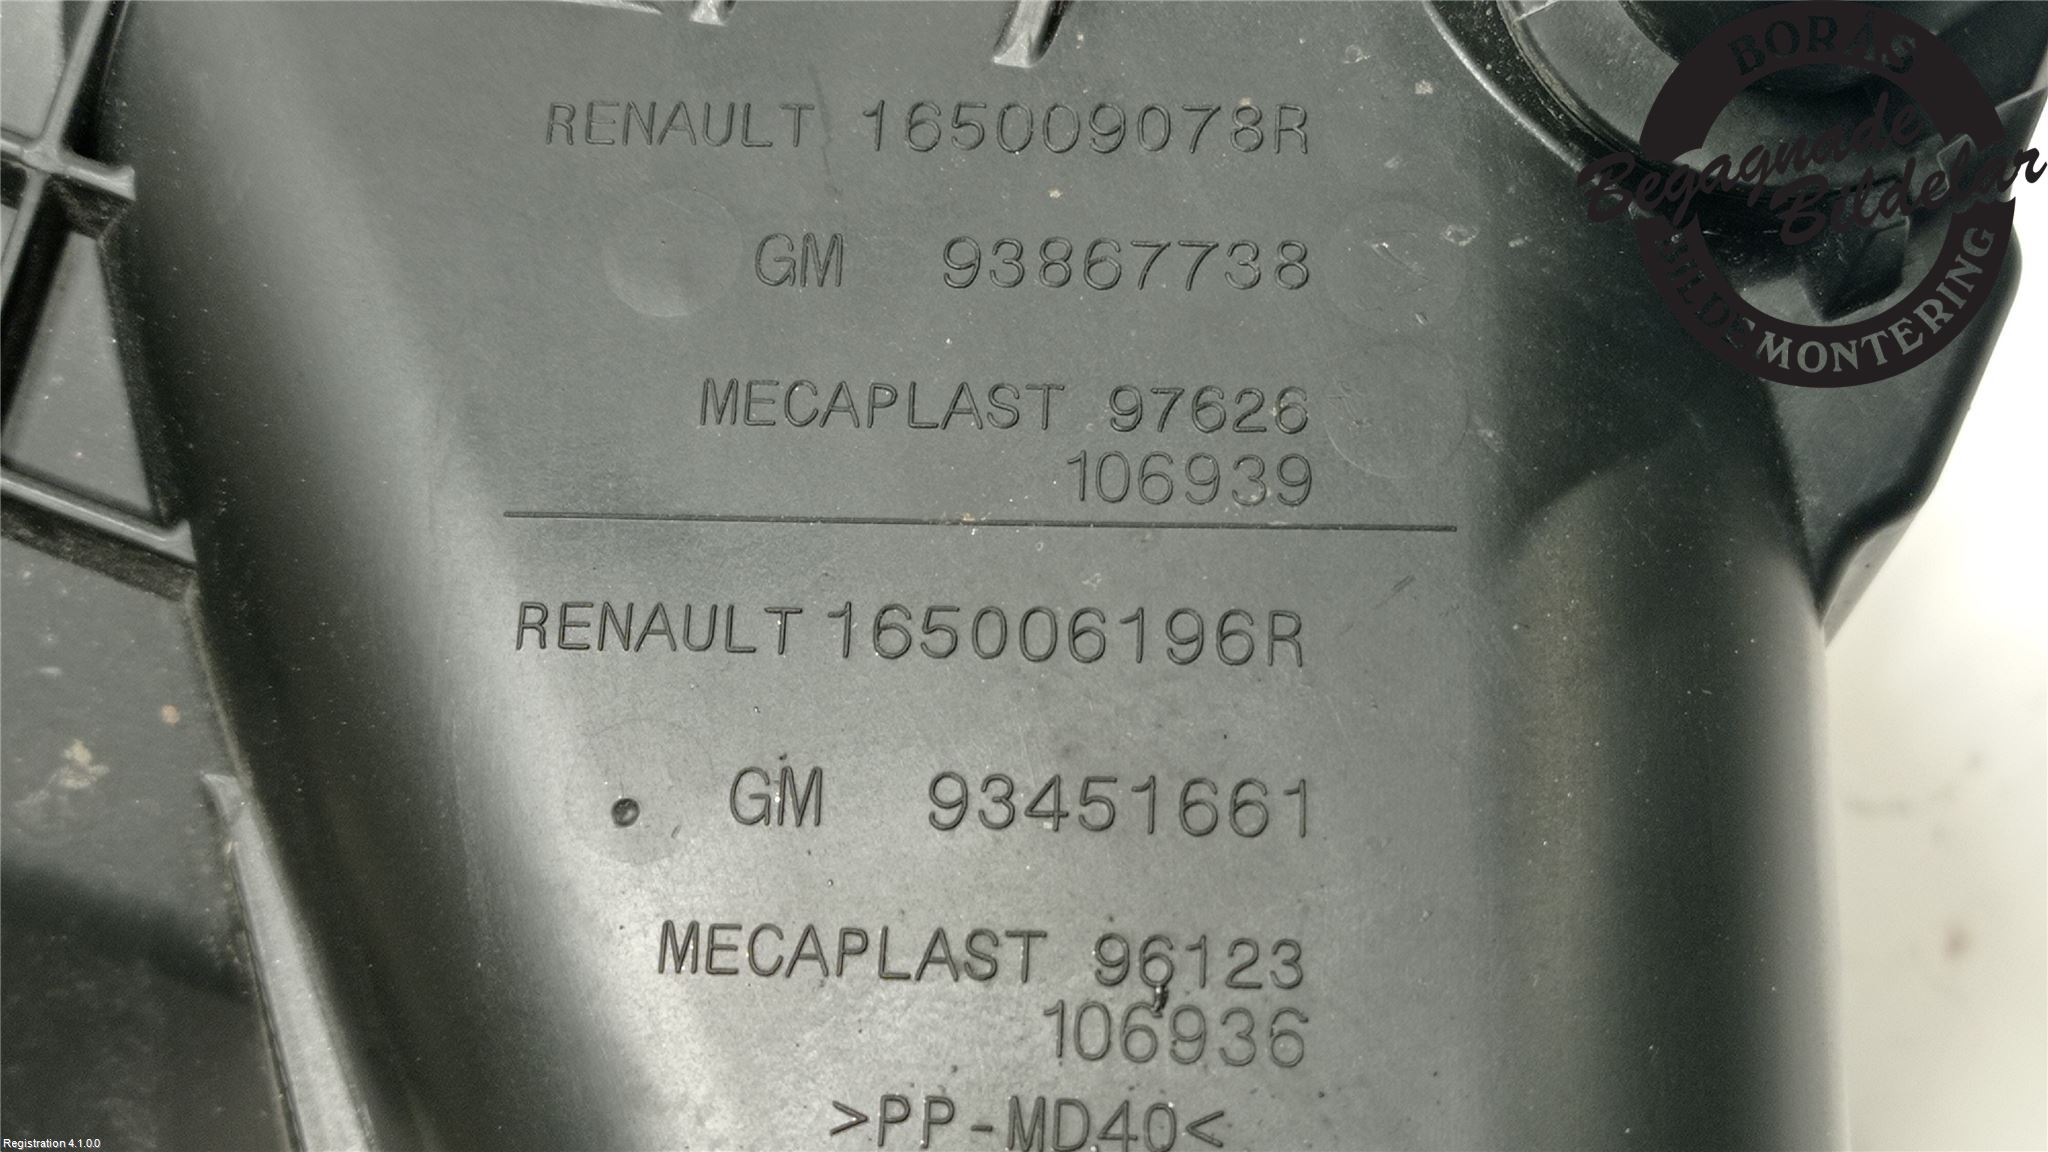 RENAULT 165009078R
GM 93867738
MECAPLAST 97626
106939
RENAULT 165006196R
GM 93451661
MECAPLAST 96123
106936
>PP-MD40<
BORÅS
Begagnade
Bildelar
BILDEMONTERING
Registration 4.1.0.0